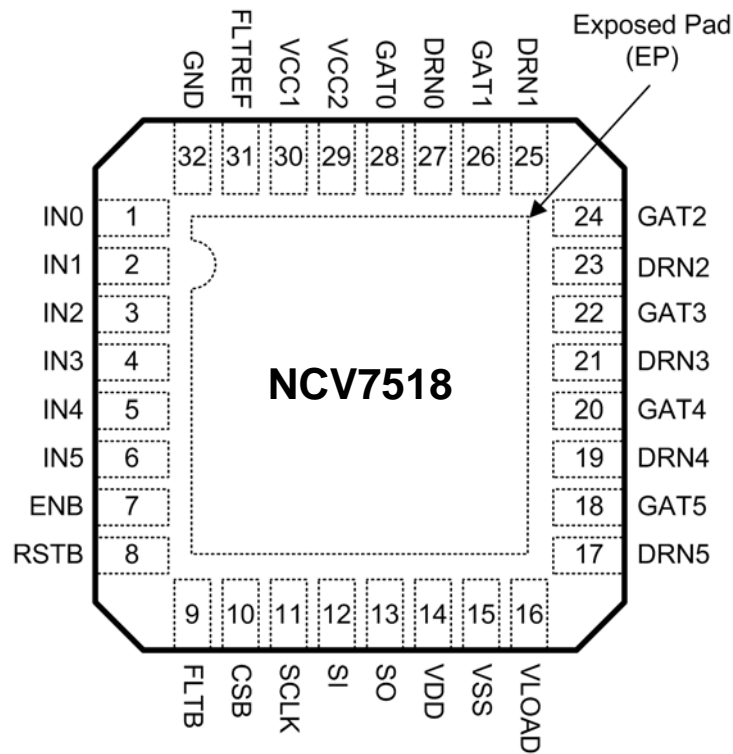 Exposed Pad
(EP)
GND
FLTREF
VCC1
VCC2
GAT0
DRN0
GAT1
DRN1
32 31 30 29 28 27 26 25
IN0 1 24 GAT2
IN1 2 23 DRN2
IN2 3 22 GAT3
IN3 4 21 DRN3
NCV7518
IN4 5 20 GAT4
IN5 6 19 DRN4
ENB 7 18 GAT5
RSTB 8 17 DRN5
9 10 11 12 13 14 15 16
FLTB
CSB
SCLK
SI
SO
VDD
VSS
VLOAD